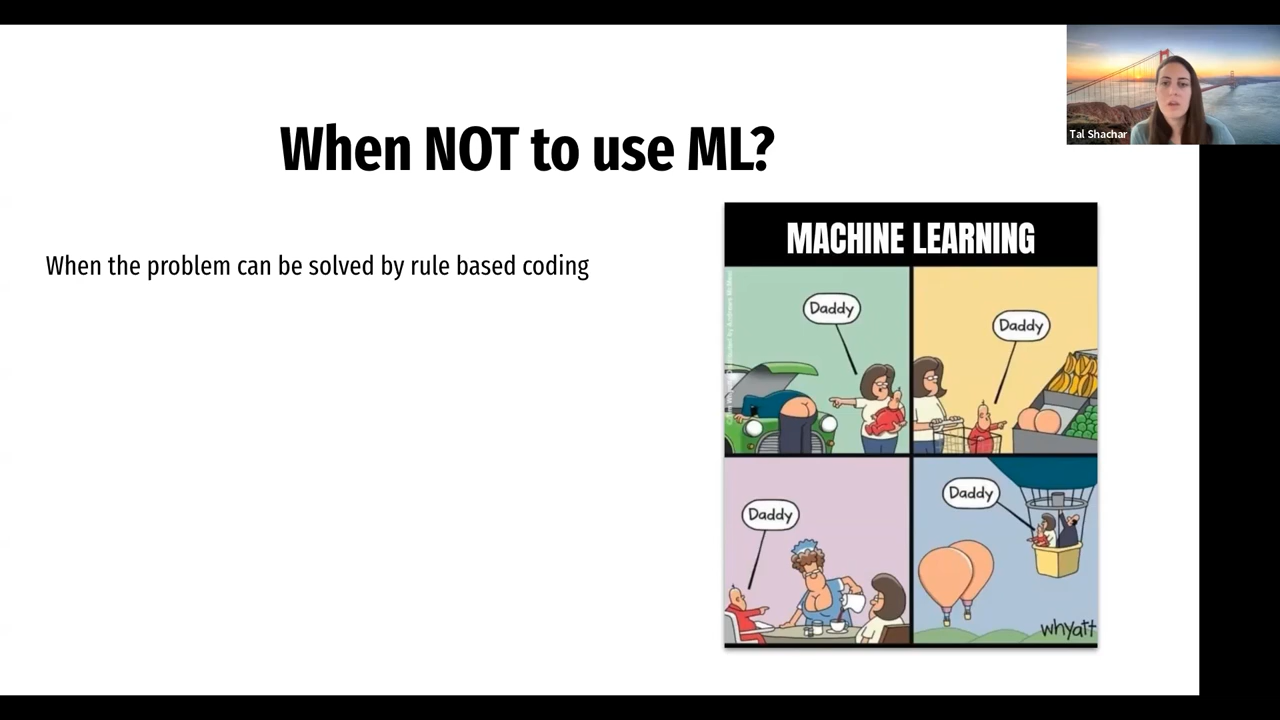 Tal Shachar
When NOT to use ML?
When the problem can be solved by rule based coding
MACHINE LEARNING
Daddy
Daddy
Daddy
Daddy
whyatt